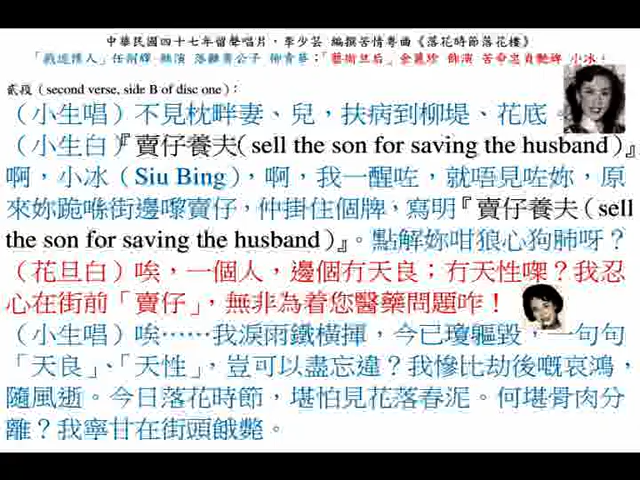 中華民國四十七年留聲唱片，李少芸 編撰苦情粵曲《落花時節落花樓》
任劍輝 飾演 落難裏公子 柳青華：「藝術旦后」余麗珍 飾演 苦命忠貞艷婢 小冰
貳段（second verse, side B of disc one）：
（小生唱）不見枕畔妻、兒，扶病到柳堤、花底。
（小生白）『賣仔養夫（sell the son for saving the husband）』
啊，小冰（Siu Bing），啊，我一醒咗，就唔見咗妳，原
來妳跪喺街邊嚟賣仔，仲掛住個牌，寫明『賣仔養夫（sell
the son for saving the husband）』。點解妳咁狼心狗肺呀？
（花旦白）唉，一個人，邊個冇天良；冇天性㗎？我忍
心在街前「賣仔」，無非為着您醫藥問題咋！
（小生唱）唉……我淚雨鐵橫揮，今已瓊軀毀，一句句
「天良」、「天性」，豈可以盡忘違？我慘比劫後嘅哀鴻，
隨風逝。今日落花時節，堪怕見花落春泥。何堪骨肉分
離？我寧甘在街頭餓斃。